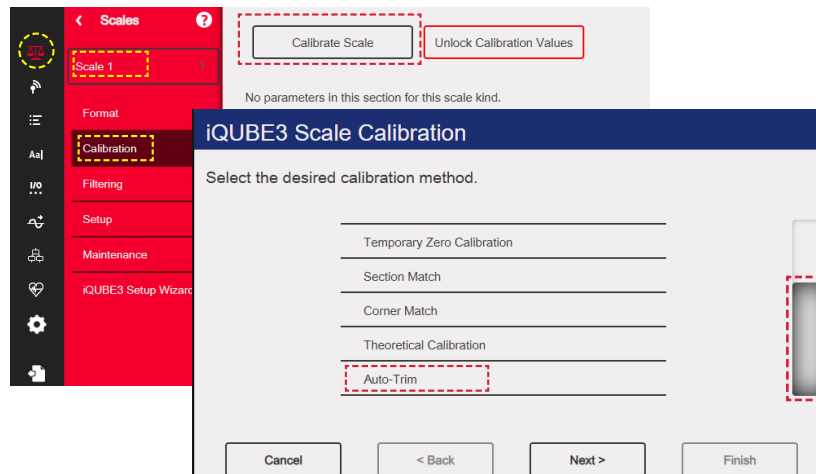 Scales
?
Calibrate Scale
Unlock Calibration Values
Scale 1
No parameters in this section for this scale kind.
Format
Calibration
Filtering
Setup
Maintenance
iQUBE3 Setup Wizard
Aa
I/O
iQUBE3 Scale Calibration
Select the desired calibration method.
Temporary Zero Calibration
Section Match
Corner Match
Theoretical Calibration
Auto-Trim
Cancel
< Back
Next >
Finish